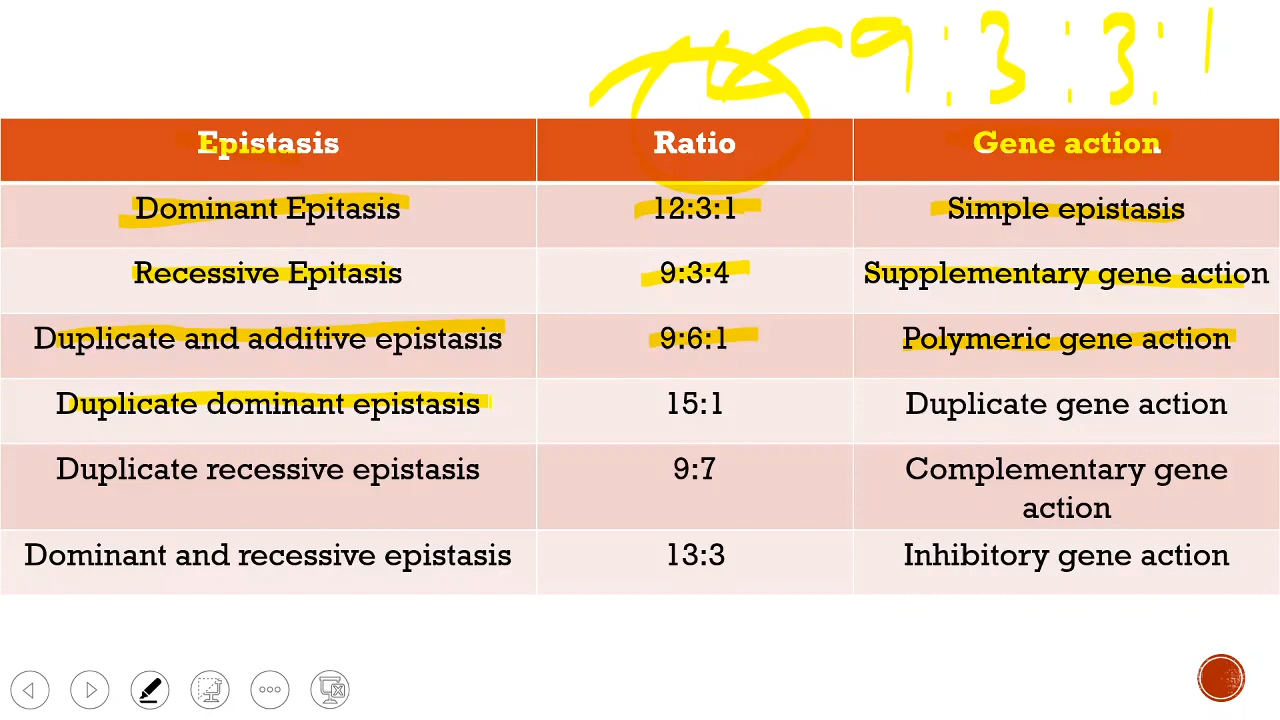 9:3:3:1
Epistasis Ratio Gene action
Dominant Epitasis 12:3:1 Simple epistasis
Recessive Epitasis 9:3:4 Supplementary gene action
Duplicate and additive epistasis 9:6:1 Polymeric gene action
Duplicate dominant epistasis 15:1 Duplicate gene action
Duplicate recessive epistasis 9:7 Complementary gene
action
Dominant and recessive epistasis 13:3 Inhibitory gene action